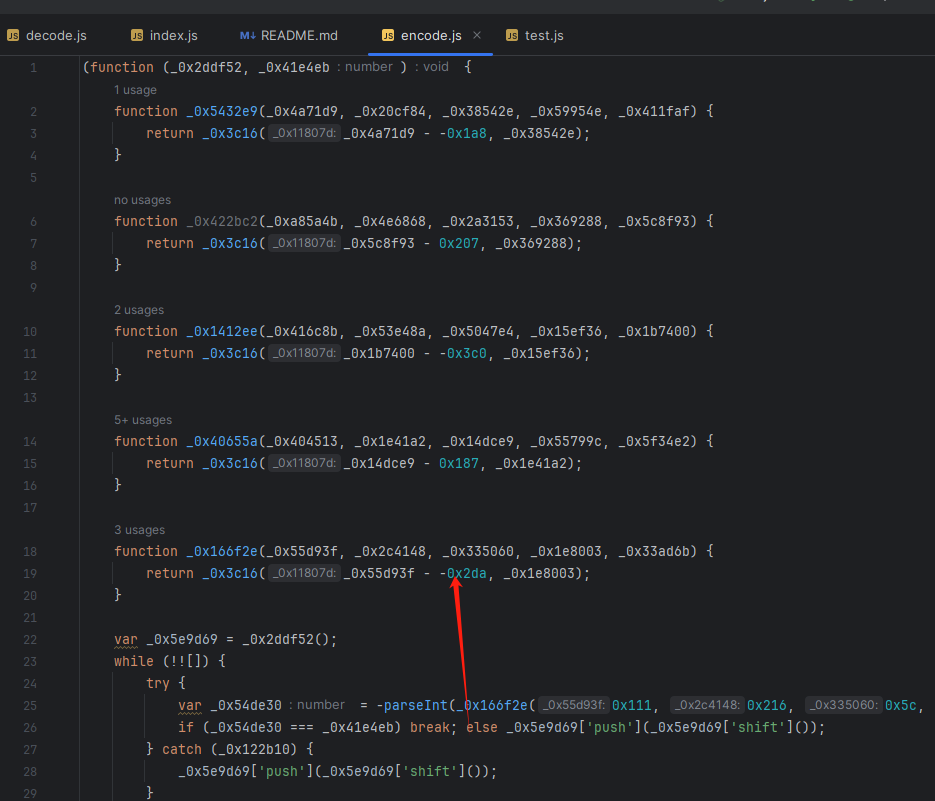 decode.js index.js README.md encode.js × test.js
1 (function (_0x2ddf52, _0x41e4eb : number ) : void {
1 usage
2 function _0x5432e9(_0x4a71d9, _0x20cf84, _0x38542e, _0x59954e, _0x411faf) {
3 return _0x3c16( _0x11807d: _0x4a71d9 - -0x1a8, _0x38542e);
4 }
5
no usages
6 function _0x422bc2(_0xa85a4b, _0x4e6868, _0x2a3153, _0x369288, _0x5c8f93) {
7 return _0x3c16( _0x11807d: _0x5c8f93 - 0x207, _0x369288);
8 }
9
2 usages
10 function _0x1412ee(_0x416c8b, _0x53e48a, _0x5047e4, _0x15ef36, _0x1b7400) {
11 return _0x3c16( _0x11807d: _0x1b7400 - -0x3c0, _0x15ef36);
12 }
13
5+ usages
14 function _0x40655a(_0x404513, _0x1e41a2, _0x14dce9, _0x55799c, _0x5f34e2) {
15 return _0x3c16( _0x11807d: _0x14dce9 - 0x187, _0x1e41a2);
16 }
17
3 usages
18 function _0x166f2e(_0x55d93f, _0x2c4148, _0x335060, _0x1e8003, _0x33ad6b) {
19 return _0x3c16( _0x11807d: _0x55d93f - -0x2da, _0x1e8003);
20 }
21
22 var _0x5e9d69 = _0x2ddf52();
23 while (!![]) {
24 try {
25 var _0x54de30 : number = -parseInt(_0x166f2e( _0x55d93f: 0x111, _0x2c4148: 0x216, _0x335060: 0x5c,
26 if (_0x54de30 === _0x41e4eb) break; else _0x5e9d69['push'](_0x5e9d69['shift']());
27 } catch (_0x122b10) {
28 _0x5e9d69['push'](_0x5e9d69['shift']());
29 }